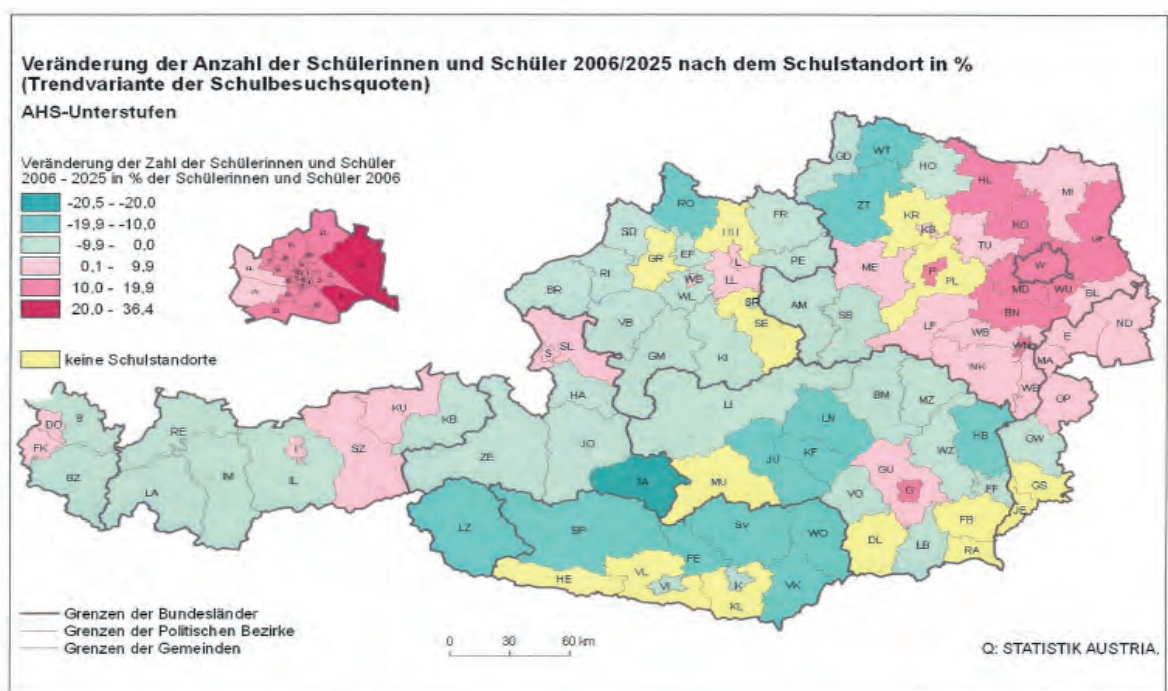 Veränderung der Anzahl der Schülerinnen und Schüler 2006/2025 nach dem Schulstandort in %
(Trendvariante der Schulbesuchsquoten)
AHS-Unterstufen
Veränderung der Zahl der Schülerinnen und Schüler
2006 - 2025 in % der Schülerinnen und Schüler 2006
-20,5 - -20,0
-19,9 - -10,0
-9,9 - 0,0
0,1 - 9,9
10,0 - 19,9
20,0 - 36,4
keine Schulstandorte
GD WT HO HL MI
RO ZT KR KO
FR UU KS
SD GR EF TU W
RI L PE ME P PL
BR WE LL MD WU BL
WL SR AM SB BN ND
VB SE LF WB E
S SL GM KI WN MA
NK WB
KU HA LI BM MZ OP
DO B KB LN
FK RE SZ JO HB OW
ZE JU KF WZ
BZ IM IL I GU
LA MU VO G FF GS
JE
LZ SP SV WO DL FB
FE LB RA
HE VL VI K VK
KL
Grenzen der Bundesländer
Grenzen der Politischen Bezirke
Grenzen der Gemeinden
0 30 60 km
Q: STATISTIK AUSTRIA.